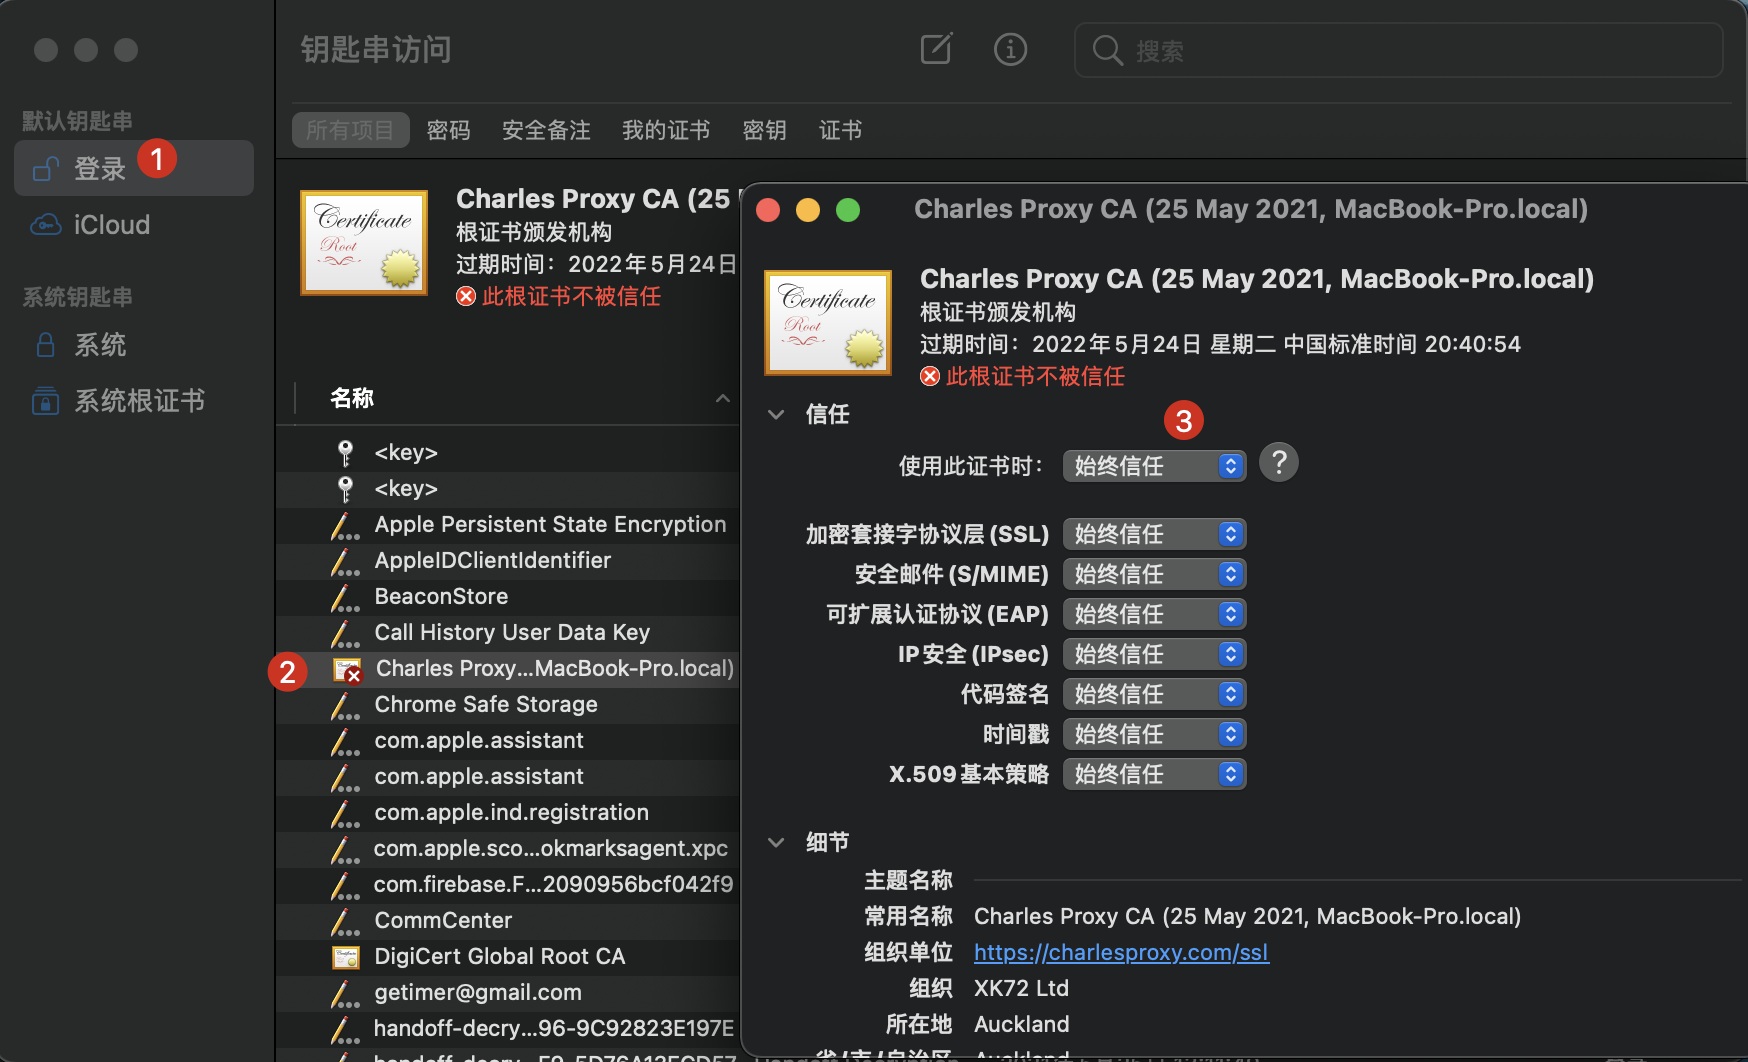 钥匙串访问
搜索
默认钥匙串
登录
1
iCloud
系统钥匙串
系统
系统根证书
所有项目 密码 安全备注 我的证书 密钥 证书
Certificate
Root
Charles Proxy CA (25
根证书颁发机构
过期时间：2022年5月24日
此根证书不被信任
名称
<key>
<key>
Apple Persistent State Encryption
AppleIDClientIdentifier
BeaconStore
Call History User Data Key
2
Charles Proxy...MacBook-Pro.local)
Chrome Safe Storage
com.apple.assistant
com.apple.assistant
com.apple.ind.registration
com.apple.sco...okmarksagent.xpc
com.firebase.F...2090956bcf042f9
CommCenter
DigiCert Global Root CA
getimer@gmail.com
handoff-decry...96-9C92823E197E
Charles Proxy CA (25 May 2021, MacBook-Pro.local)
Certificate
Root
Charles Proxy CA (25 May 2021, MacBook-Pro.local)
根证书颁发机构
过期时间：2022年5月24日 星期二 中国标准时间 20:40:54
此根证书不被信任
信任
3
使用此证书时： 始终信任 ?
加密套接字协议层 (SSL) 始终信任
安全邮件 (S/MIME) 始终信任
可扩展认证协议 (EAP) 始终信任
IP 安全 (IPsec) 始终信任
代码签名 始终信任
时间戳 始终信任
X.509 基本策略 始终信任
细节
主题名称
常用名称 Charles Proxy CA (25 May 2021, MacBook-Pro.local)
组织单位 https://charlesproxy.com/ssl
组织 XK72 Ltd
所在地 Auckland
省/市/自治区 Auckland